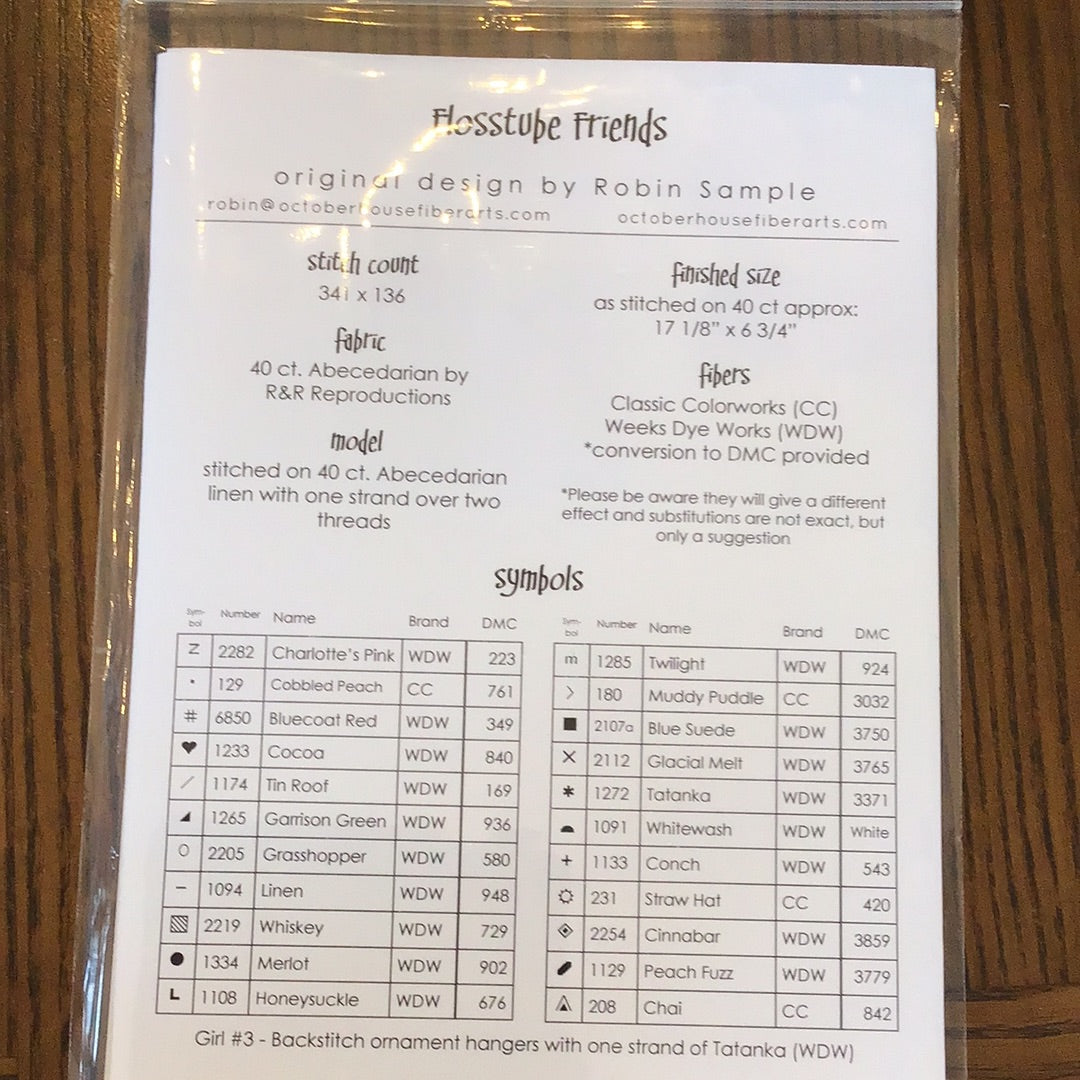 Flosstube Friends
original design by Robin Sample
robin@octoberhousefiberarts.com octoberhousefiberarts.com
stitch count
341 x 136
fabric
40 ct. Abecedarian by
R&R Reproductions
model
stitched on 40 ct. Abecedarian
linen with one strand over two
threads
finished size
as stitched on 40 ct approx:
17 1/8" x 6 3/4"
fibers
Classic Colorworks (CC)
Weeks Dye Works (WDW)
*conversion to DMC provided
*Please be aware they will give a different
effect and substitutions are not exact, but
only a suggestion
symbols
Sym-
bol Number Name Brand DMC
Z 2282 Charlotte's Pink WDW 223
• 129 Cobbled Peach CC 761
# 6850 Bluecoat Red WDW 349
♥ 1233 Cocoa WDW 840
/ 1174 Tin Roof WDW 169
◢ 1265 Garrison Green WDW 936
O 2205 Grasshopper WDW 580
– 1094 Linen WDW 948
▧ 2219 Whiskey WDW 729
● 1334 Merlot WDW 902
L 1108 Honeysuckle WDW 676
Sym-
bol Number Name Brand DMC
m 1285 Twilight WDW 924
> 180 Muddy Puddle CC 3032
■ 2107a Blue Suede WDW 3750
X 2112 Glacial Melt WDW 3765
* 1272 Tatanka WDW 3371
1091 Whitewash WDW White
+ 1133 Conch WDW 543
231 Straw Hat CC 420
◈ 2254 Cinnabar WDW 3859
1129 Peach Fuzz WDW 3779
208 Chai CC 842
Girl #3 - Backstitch ornament hangers with one strand of Tatanka (WDW)